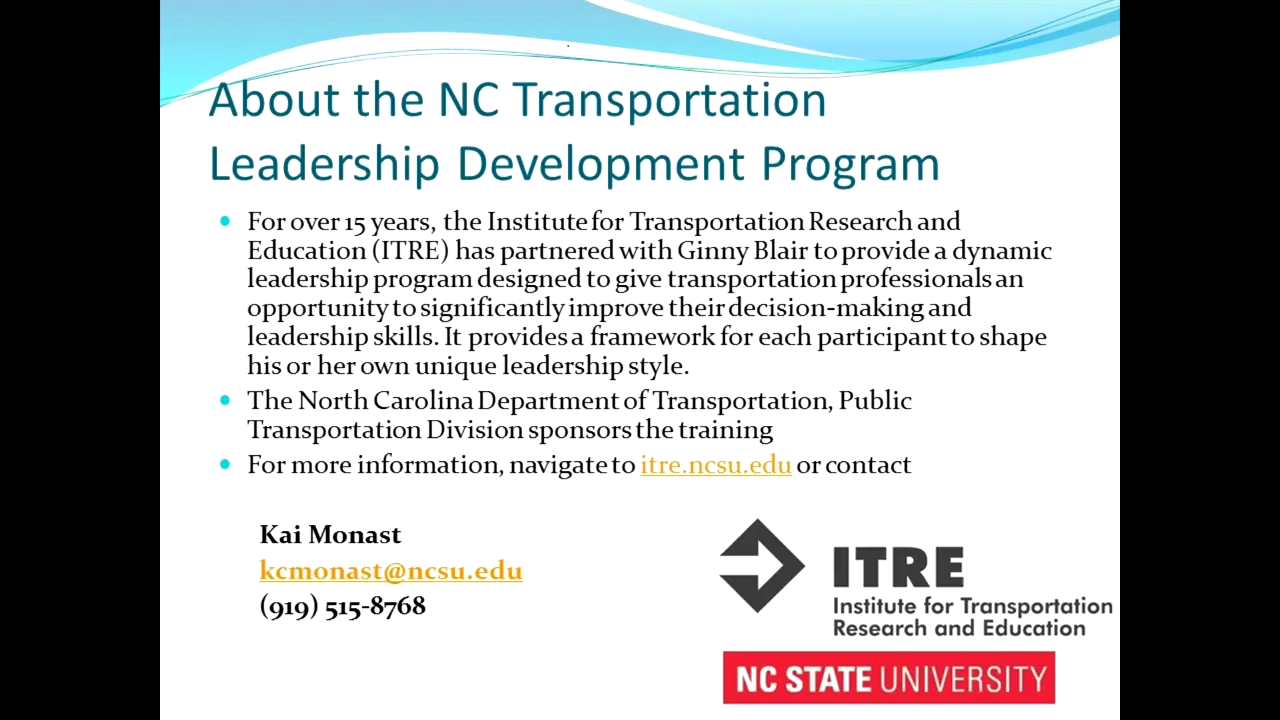 About the NC Transportation
Leadership Development Program
For over 15 years, the Institute for Transportation Research and
Education (ITRE) has partnered with Ginny Blair to provide a dynamic
leadership program designed to give transportation professionals an
opportunity to significantly improve their decision-making and
leadership skills. It provides a framework for each participant to shape
his or her own unique leadership style.
The North Carolina Department of Transportation, Public
Transportation Division sponsors the training
For more information, navigate to itre.ncsu.edu or contact
Kai Monast
kcmonast@ncsu.edu
(919) 515-8768
ITRE
Institute for Transportation
Research and Education
NC STATE UNIVERSITY